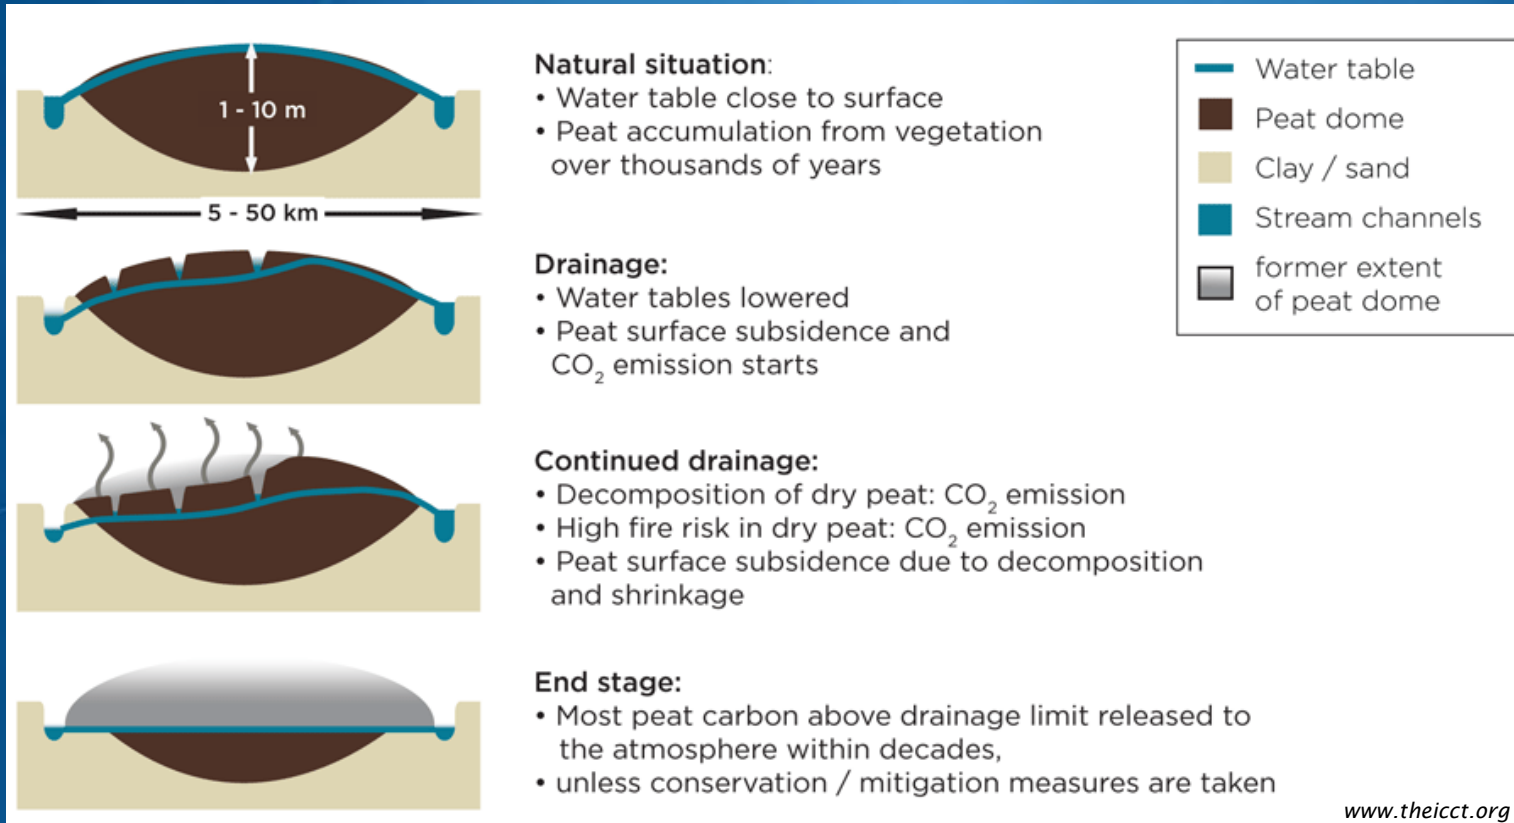 1 - 10 m
5 - 50 km
Natural situation:
• Water table close to surface
• Peat accumulation from vegetation
over thousands of years
Drainage:
• Water tables lowered
• Peat surface subsidence and
CO₂ emission starts
Continued drainage:
• Decomposition of dry peat: CO₂ emission
• High fire risk in dry peat: CO₂ emission
• Peat surface subsidence due to decomposition
and shrinkage
End stage:
• Most peat carbon above drainage limit released to
the atmosphere within decades,
• unless conservation / mitigation measures are taken
Water table
Peat dome
Clay / sand
Stream channels
former extent
of peat dome
www.theicct.org